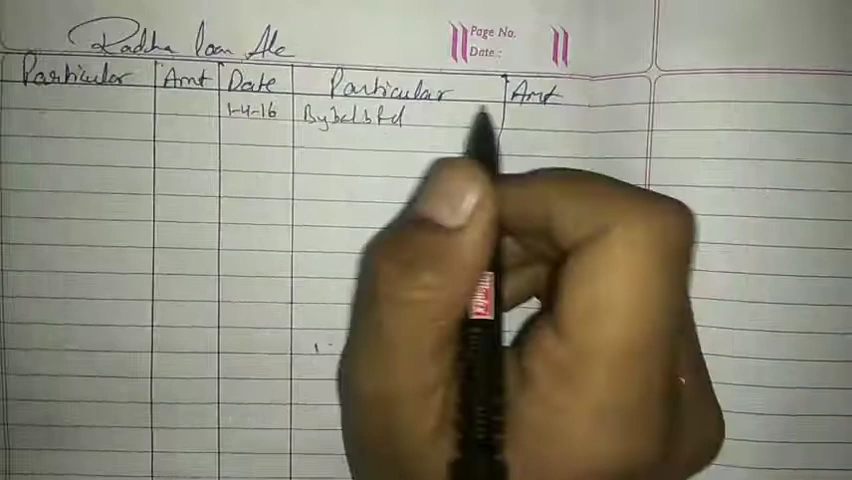 Page No.
Date:
Radha loan A/c
Particular Amt Date Particular Amt
1-4-16 By bal b f d